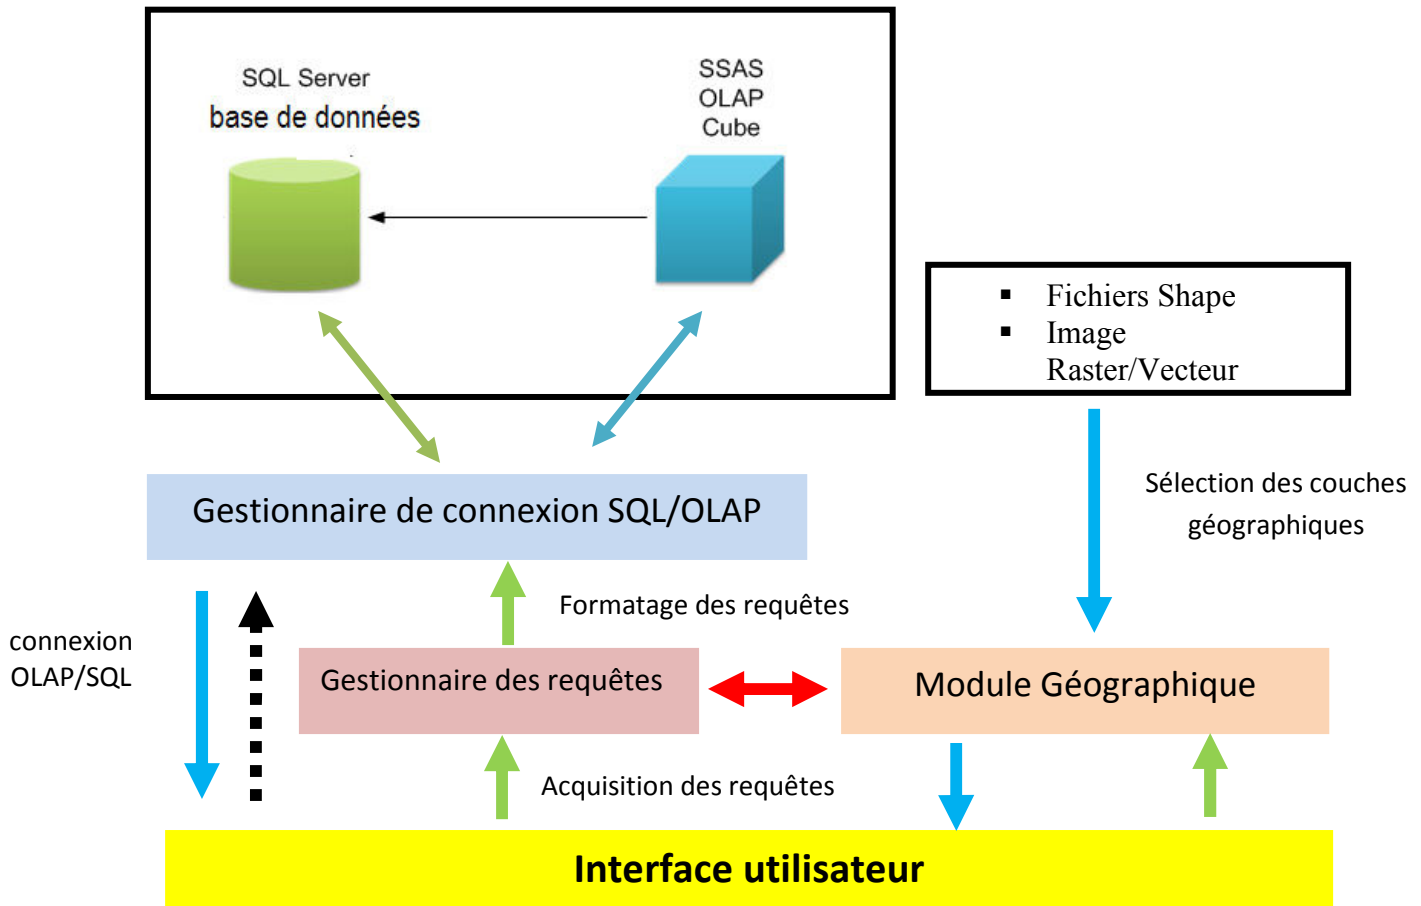 SQL Server
base de données
SSAS
OLAP
Cube
▪ Fichiers Shape
▪ Image
Raster/Vecteur
Gestionnaire de connexion SQL/OLAP
Sélection des couches
géographiques
Formatage des requêtes
connexion
OLAP/SQL
Gestionnaire des requêtes
Module Géographique
Acquisition des requêtes
Interface utilisateur